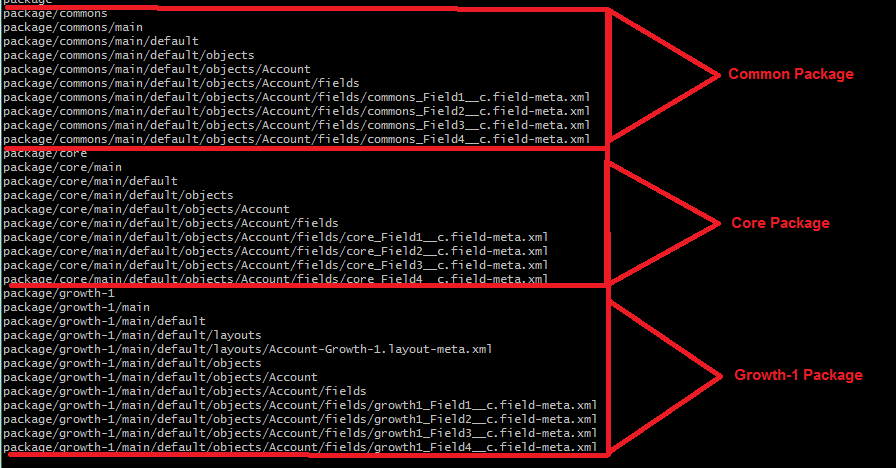 package
package/commons
package/commons/main
package/commons/main/default
package/commons/main/default/objects
package/commons/main/default/objects/Account
package/commons/main/default/objects/Account/fields
package/commons/main/default/objects/Account/fields/commons_Field1__c.field-meta.xml
package/commons/main/default/objects/Account/fields/commons_Field2__c.field-meta.xml
package/commons/main/default/objects/Account/fields/commons_Field3__c.field-meta.xml
package/commons/main/default/objects/Account/fields/commons_Field4__c.field-meta.xml
Common Package
package/core
package/core/main
package/core/main/default
package/core/main/default/objects
package/core/main/default/objects/Account
package/core/main/default/objects/Account/fields
package/core/main/default/objects/Account/fields/core_Field1__c.field-meta.xml
package/core/main/default/objects/Account/fields/core_Field2__c.field-meta.xml
package/core/main/default/objects/Account/fields/core_Field3__c.field-meta.xml
package/core/main/default/objects/Account/fields/core_Field4__c.field-meta.xml
Core Package
package/growth-1
package/growth-1/main
package/growth-1/main/default
package/growth-1/main/default/layouts
package/growth-1/main/default/layouts/Account-Growth-1.layout-meta.xml
package/growth-1/main/default/objects
package/growth-1/main/default/objects/Account
package/growth-1/main/default/objects/Account/fields
package/growth-1/main/default/objects/Account/fields/growth1_Field1__c.field-meta.xml
package/growth-1/main/default/objects/Account/fields/growth1_Field2__c.field-meta.xml
package/growth-1/main/default/objects/Account/fields/growth1_Field3__c.field-meta.xml
package/growth-1/main/default/objects/Account/fields/growth1_Field4__c.field-meta.xml
Growth-1 Package